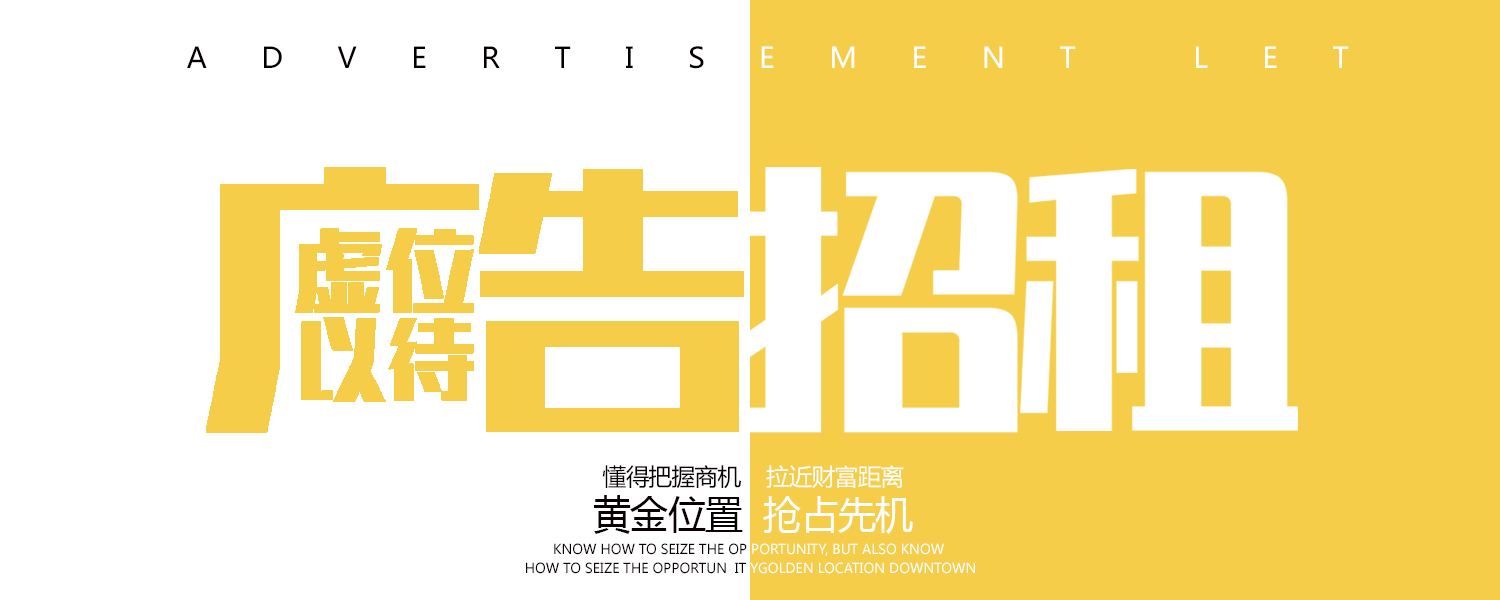 ADVERTISEMENT LET
广告招租
虚位
以待
懂得把握商机 拉近财富距离
黄金位置 抢占先机
KNOW HOW TO SEIZE THE OPPORTUNITY, BUT ALSO KNOW
HOW TO SEIZE THE OPPORTUN IT YGOLDEN LOCATION DOWNTOWN